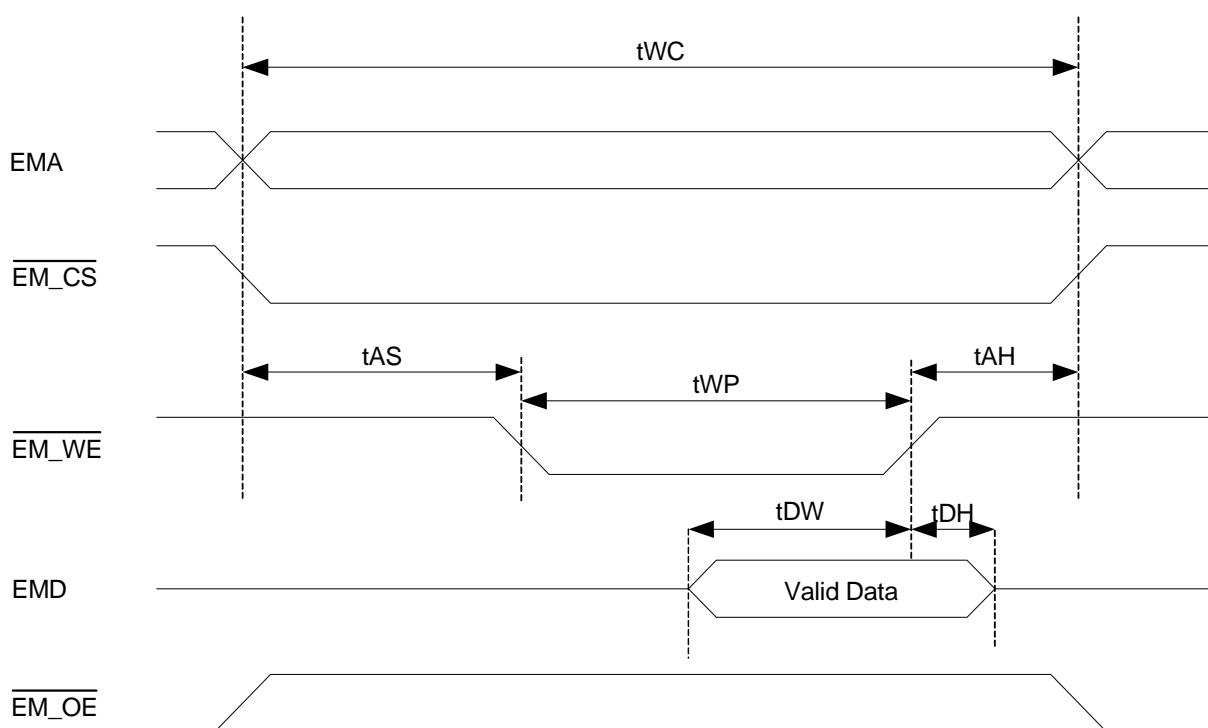 tWC
EMA
EM_CS
tAS
tAH
tWP
EM_WE
tDW
tDH
EMD
Valid Data
EM_OE